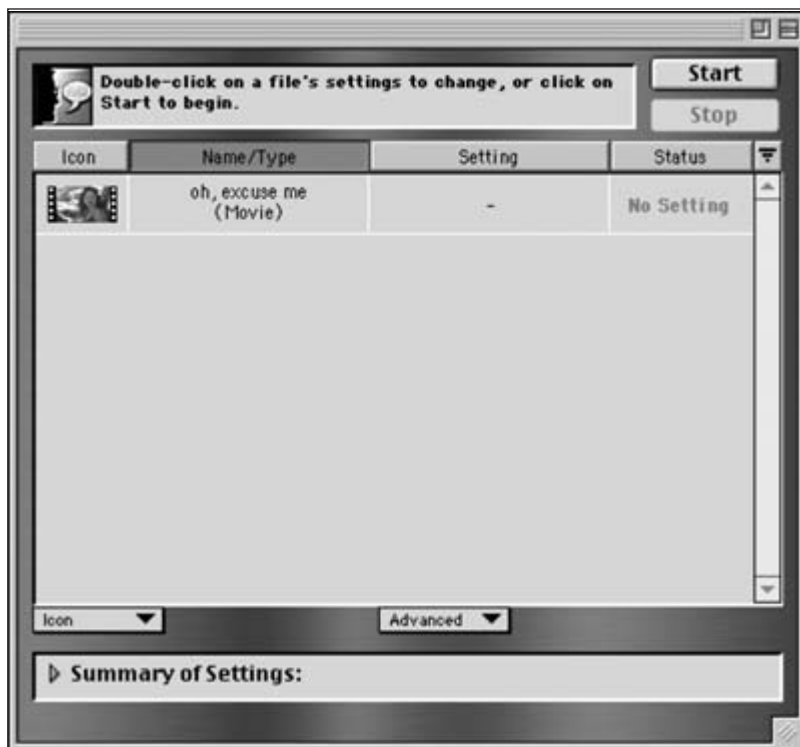 Double-click on a file's settings to change, or click on
Start to begin.
Start
Stop
Icon
Name/Type
Setting
Status
oh, excuse me
(Movie)
-
No Setting
Icon
Advanced
Summary of Settings: